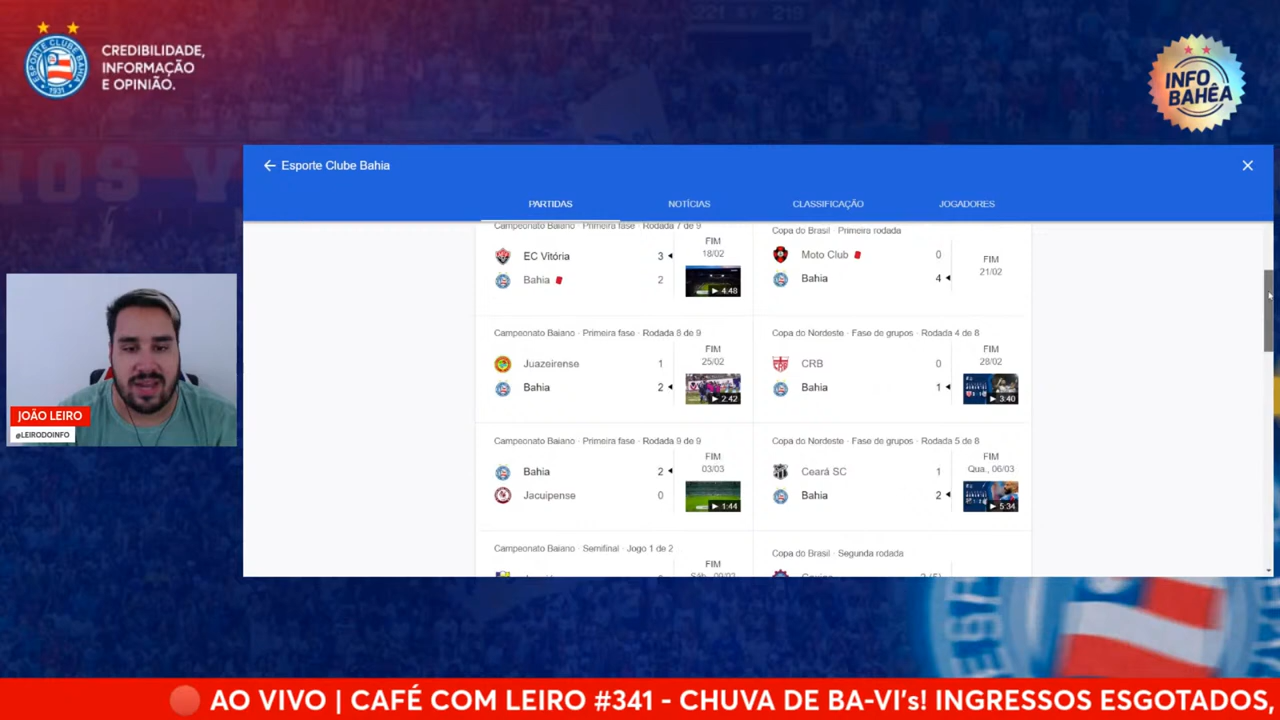 CREDIBILIDADE,
INFORMAÇÃO
E OPINIÃO.
ESPORTE CLUBE BAHIA
1931
INFO
BAHÊA
Esporte Clube Bahia
PARTIDAS
NOTÍCIAS
CLASSIFICAÇÃO
JOGADORES
Campeonato Baiano · Primeira fase · Rodada 7 de 9
EC Vitória 3
Bahia 2
FIM
18/02
4:48
Copa do Brasil · Primeira rodada
Moto Club 0
Bahia 4
FIM
21/02
Campeonato Baiano · Primeira fase · Rodada 8 de 9
Juazeirense 1
Bahia 2
FIM
25/02
2:42
Copa do Nordeste · Fase de grupos · Rodada 4 de 8
CRB 0
Bahia 1
FIM
28/02
3:40
Campeonato Baiano · Primeira fase · Rodada 9 de 9
Bahia 2
Jacuipense 0
FIM
03/03
1:44
Copa do Nordeste · Fase de grupos · Rodada 5 de 8
Ceará SC 1
Bahia 2
FIM
Qua., 06/03
5:34
Campeonato Baiano · Semifinal · Jogo 1 de 2
FIM
Copa do Brasil · Segunda rodada
JOÃO LEIRO
@LEIRODOINFO
AO VIVO | CAFÉ COM LEIRO #341 - CHUVA DE BA-VI's! INGRESSOS ESGOTADOS,